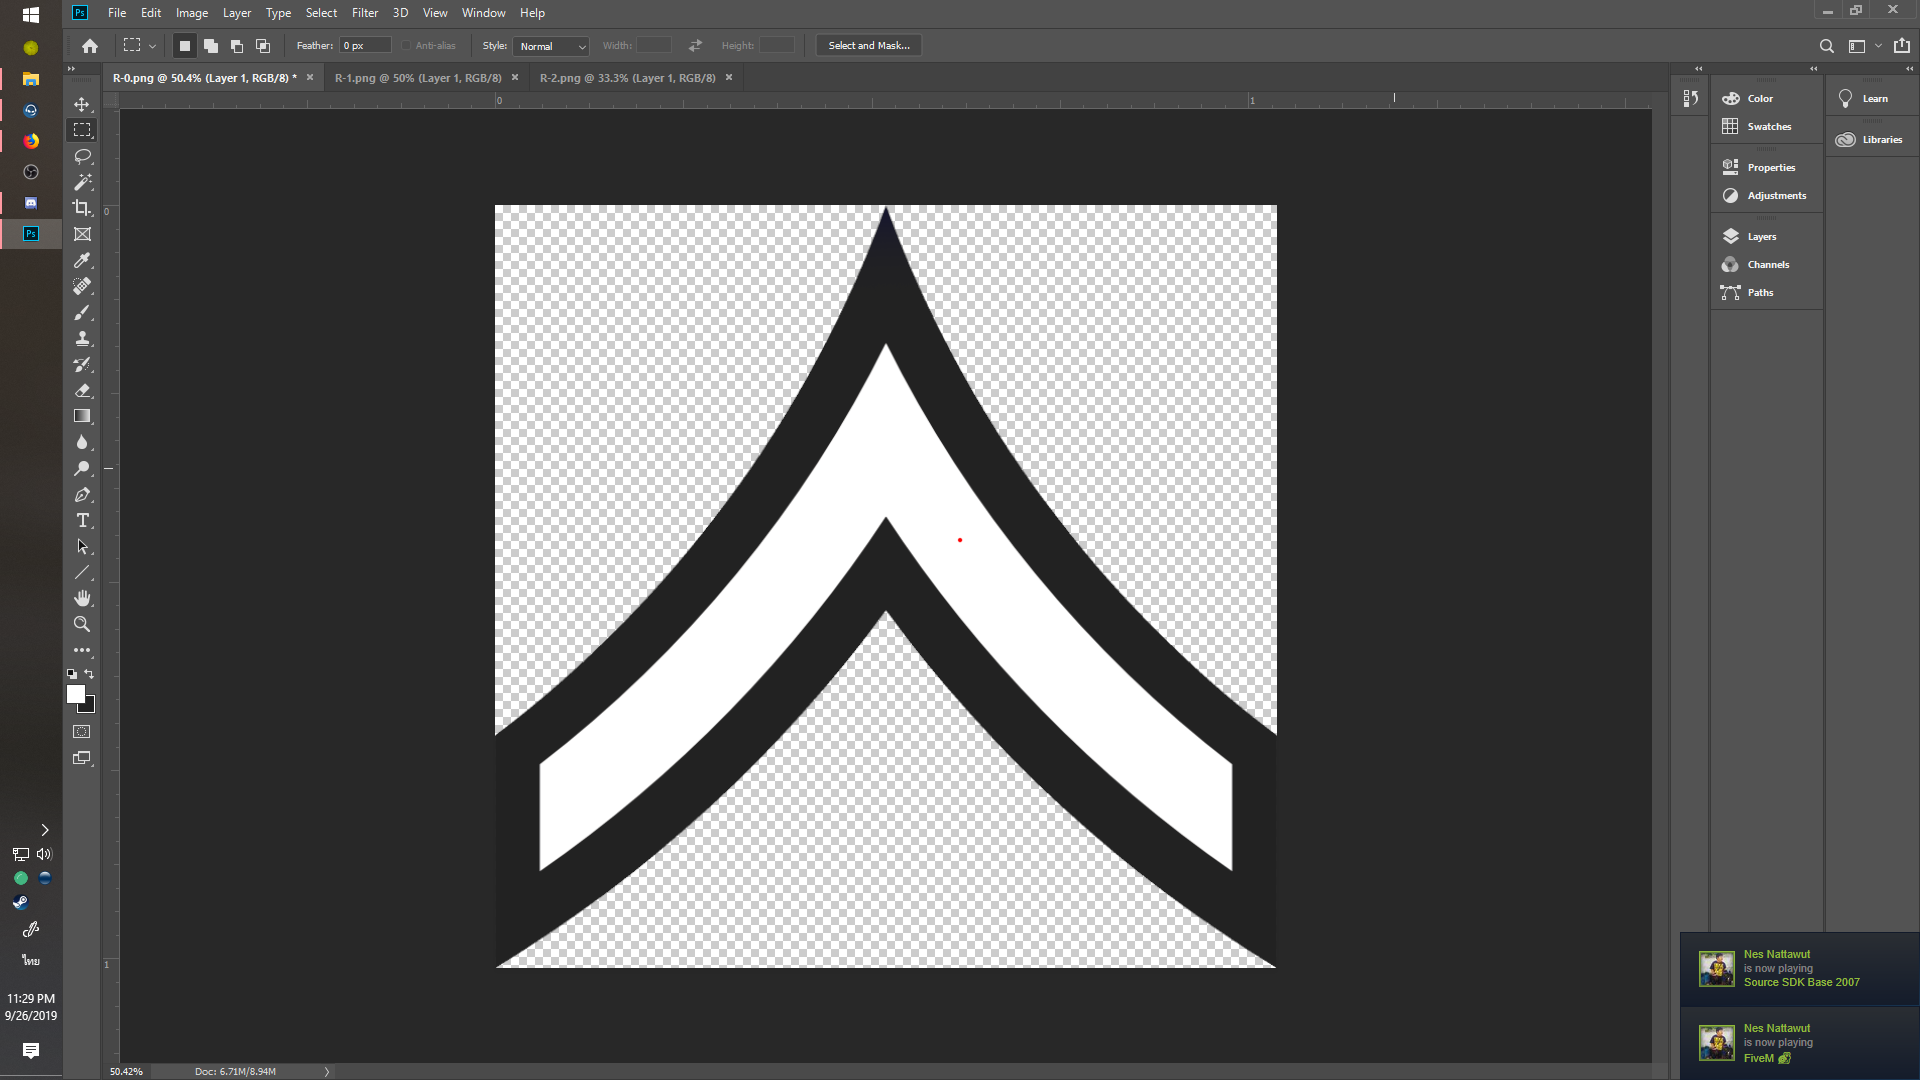 Ps File Edit Image Layer Type Select Filter 3D View Window Help
Feather: 0 px Anti-alias Style: Normal Width: Height: Select and Mask...
R-0.png @ 50.4% (Layer 1, RGB/8) * × R-1.png @ 50% (Layer 1, RGB/8) × R-2.png @ 33.3% (Layer 1, RGB/8) ×
0 1
0
1
Color
Swatches
Properties
Adjustments
Layers
Channels
Paths
Learn
Libraries
Ps
T
ไทย
11:29 PM
9/26/2019
50.42% Doc: 6.71M/8.94M
Nes Nattawut
is now playing
Source SDK Base 2007
Nes Nattawut
is now playing
FiveM